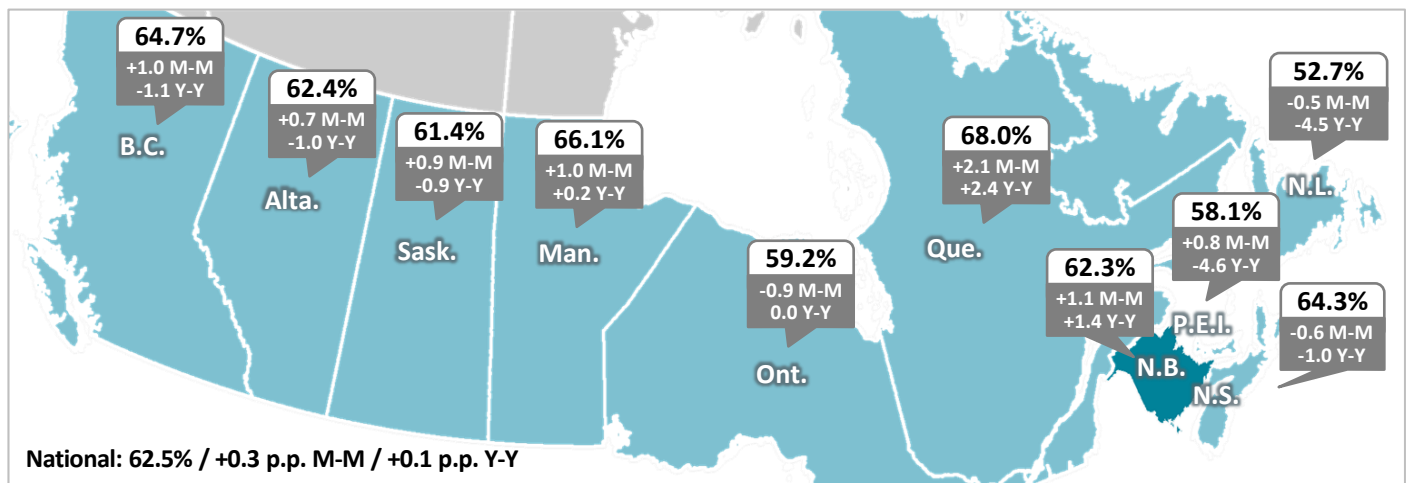 64.7%
+1.0 M-M
-1.1 Y-Y
B.C.
62.4%
+0.7 M-M
-1.0 Y-Y
Alta.
61.4%
+0.9 M-M
-0.9 Y-Y
Sask.
66.1%
+1.0 M-M
+0.2 Y-Y
Man.
59.2%
-0.9 M-M
0.0 Y-Y
Ont.
68.0%
+2.1 M-M
+2.4 Y-Y
Que.
62.3%
+1.1 M-M
+1.4 Y-Y
N.B.
58.1%
+0.8 M-M
-4.6 Y-Y
P.E.I.
52.7%
-0.5 M-M
-4.5 Y-Y
N.L.
64.3%
-0.6 M-M
-1.0 Y-Y
N.S.
National: 62.5% / +0.3 p.p. M-M / +0.1 p.p. Y-Y